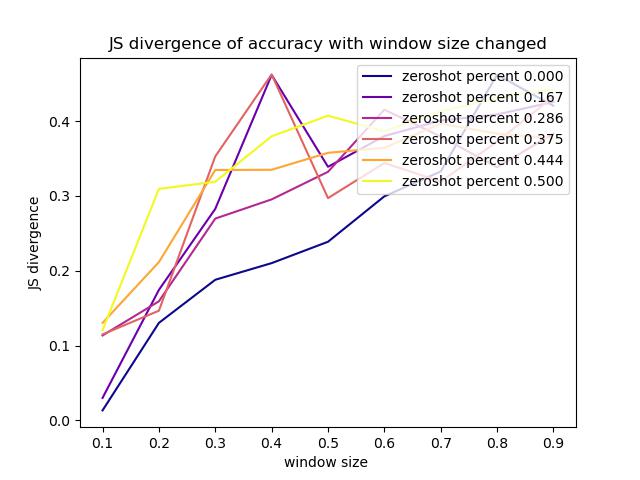 JS divergence of accuracy with window size changed
zeroshot percent 0.000
zeroshot percent 0.167
zeroshot percent 0.286
zeroshot percent 0.375
zeroshot percent 0.444
zeroshot percent 0.500
0.4
0.3
0.2
0.1
0.0
JS divergence
0.1 0.2 0.3 0.4 0.5 0.6 0.7 0.8 0.9
window size